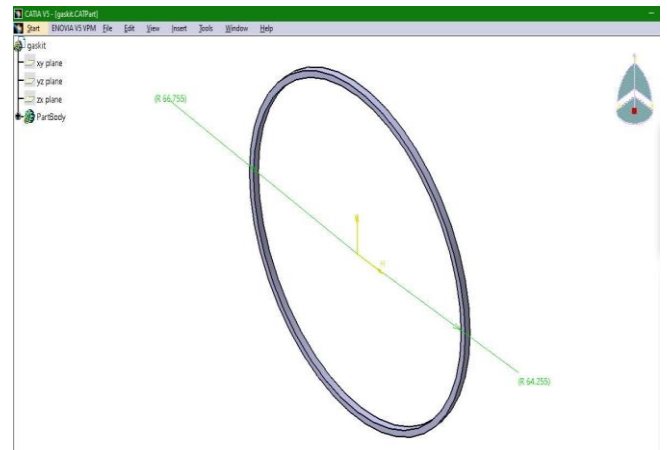 CATIA V5 - [gaskit.CATPart]
Start ENOVIA V5 VPM File Edit View Insert Tools Window Help
gaskit
xy plane
yz plane
zx plane
PartBody
(R 66.755)
H
(R 64.255)